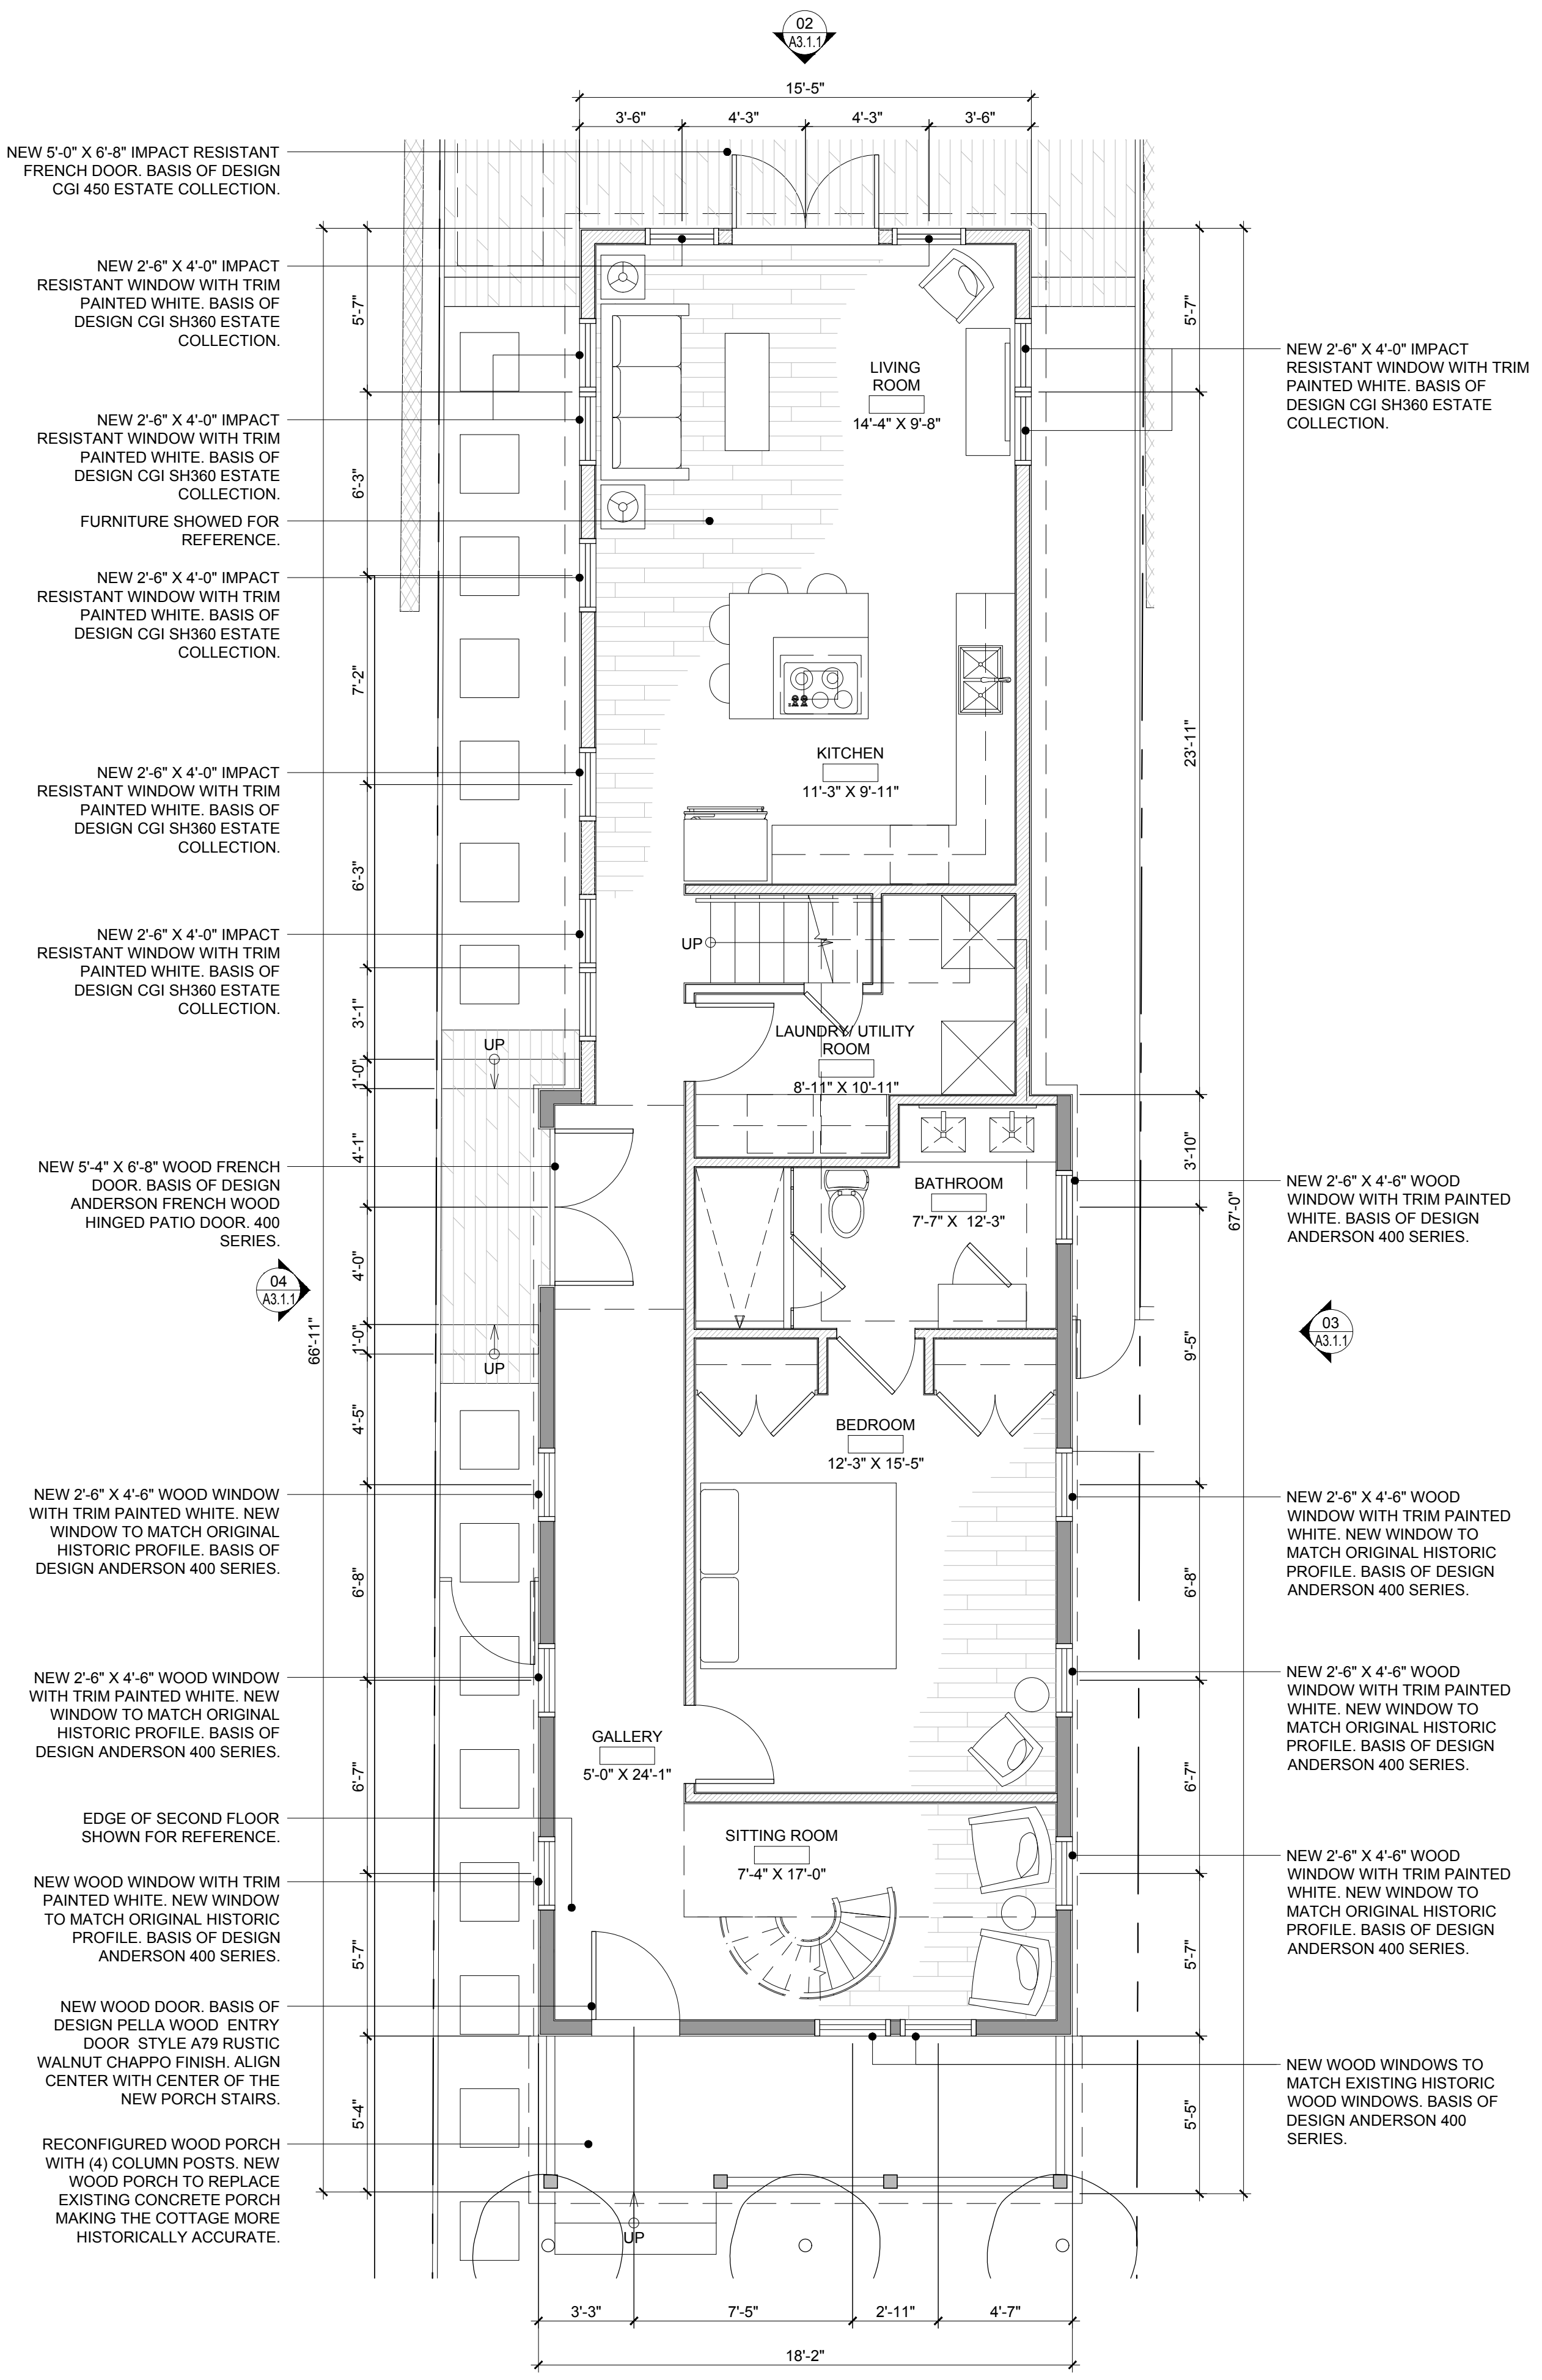 02
A3.1.1
15'-5"
3'-6"
4'-3"
4'-3"
3'-6"
NEW 5'-0" X 6'-8" IMPACT RESISTANT
FRENCH DOOR. BASIS OF DESIGN
CGI 450 ESTATE COLLECTION.
NEW 2'-6" X 4'-0" IMPACT
RESISTANT WINDOW WITH TRIM
PAINTED WHITE. BASIS OF
DESIGN CGI SH360 ESTATE
COLLECTION.
NEW 2'-6" X 4'-0" IMPACT
RESISTANT WINDOW WITH TRIM
PAINTED WHITE. BASIS OF
DESIGN CGI SH360 ESTATE
COLLECTION.
FURNITURE SHOWED FOR
REFERENCE.
NEW 2'-6" X 4'-0" IMPACT
RESISTANT WINDOW WITH TRIM
PAINTED WHITE. BASIS OF
DESIGN CGI SH360 ESTATE
COLLECTION.
NEW 2'-6" X 4'-0" IMPACT
RESISTANT WINDOW WITH TRIM
PAINTED WHITE. BASIS OF
DESIGN CGI SH360 ESTATE
COLLECTION.
NEW 2'-6" X 4'-0" IMPACT
RESISTANT WINDOW WITH TRIM
PAINTED WHITE. BASIS OF
DESIGN CGI SH360 ESTATE
COLLECTION.
NEW 5'-4" X 6'-8" WOOD FRENCH
DOOR. BASIS OF DESIGN
ANDERSON FRENCH WOOD
HINGED PATIO DOOR. 400
SERIES.
04
A3.1.1
NEW 2'-6" X 4'-6" WOOD WINDOW
WITH TRIM PAINTED WHITE. NEW
WINDOW TO MATCH ORIGINAL
HISTORIC PROFILE. BASIS OF
DESIGN ANDERSON 400 SERIES.
NEW 2'-6" X 4'-6" WOOD WINDOW
WITH TRIM PAINTED WHITE. NEW
WINDOW TO MATCH ORIGINAL
HISTORIC PROFILE. BASIS OF
DESIGN ANDERSON 400 SERIES.
EDGE OF SECOND FLOOR
SHOWN FOR REFERENCE.
NEW WOOD WINDOW WITH TRIM
PAINTED WHITE. NEW WINDOW
TO MATCH ORIGINAL HISTORIC
PROFILE. BASIS OF DESIGN
ANDERSON 400 SERIES.
NEW WOOD DOOR. BASIS OF
DESIGN PELLA WOOD ENTRY
DOOR STYLE A79 RUSTIC
WALNUT CHAPPO FINISH. ALIGN
CENTER WITH CENTER OF THE
NEW PORCH STAIRS.
RECONFIGURED WOOD PORCH
WITH (4) COLUMN POSTS. NEW
WOOD PORCH TO REPLACE
EXISTING CONCRETE PORCH
MAKING THE COTTAGE MORE
HISTORICALLY ACCURATE.
66'-11"
5'-7"
6'-3"
7'-2"
6'-3"
3'-1"
1'-0"
4'-1"
4'-0"
1'-0"
4'-5"
6'-8"
6'-7"
5'-7"
5'-4"
UP
UP
LIVING
ROOM
14'-4" X 9'-8"
KITCHEN
11'-3" X 9'-11"
UP
LAUNDRY/ UTILITY
ROOM
8'-11" X 10'-11"
BATHROOM
7'-7" X 12'-3"
BEDROOM
12'-3" X 15'-5"
GALLERY
5'-0" X 24'-1"
SITTING ROOM
7'-4" X 17'-0"
UP
5'-7"
23'-11"
3'-10"
9'-5"
6'-8"
6'-7"
5'-7"
5'-5"
67'-0"
NEW 2'-6" X 4'-0" IMPACT
RESISTANT WINDOW WITH TRIM
PAINTED WHITE. BASIS OF
DESIGN CGI SH360 ESTATE
COLLECTION.
NEW 2'-6" X 4'-6" WOOD
WINDOW WITH TRIM PAINTED
WHITE. BASIS OF DESIGN
ANDERSON 400 SERIES.
03
A3.1.1
NEW 2'-6" X 4'-6" WOOD
WINDOW WITH TRIM PAINTED
WHITE. NEW WINDOW TO
MATCH ORIGINAL HISTORIC
PROFILE. BASIS OF DESIGN
ANDERSON 400 SERIES.
NEW 2'-6" X 4'-6" WOOD
WINDOW WITH TRIM PAINTED
WHITE. NEW WINDOW TO
MATCH ORIGINAL HISTORIC
PROFILE. BASIS OF DESIGN
ANDERSON 400 SERIES.
NEW 2'-6" X 4'-6" WOOD
WINDOW WITH TRIM PAINTED
WHITE. NEW WINDOW TO
MATCH ORIGINAL HISTORIC
PROFILE. BASIS OF DESIGN
ANDERSON 400 SERIES.
NEW WOOD WINDOWS TO
MATCH EXISTING HISTORIC
WOOD WINDOWS. BASIS OF
DESIGN ANDERSON 400
SERIES.
3'-3"
7'-5"
2'-11"
4'-7"
18'-2"